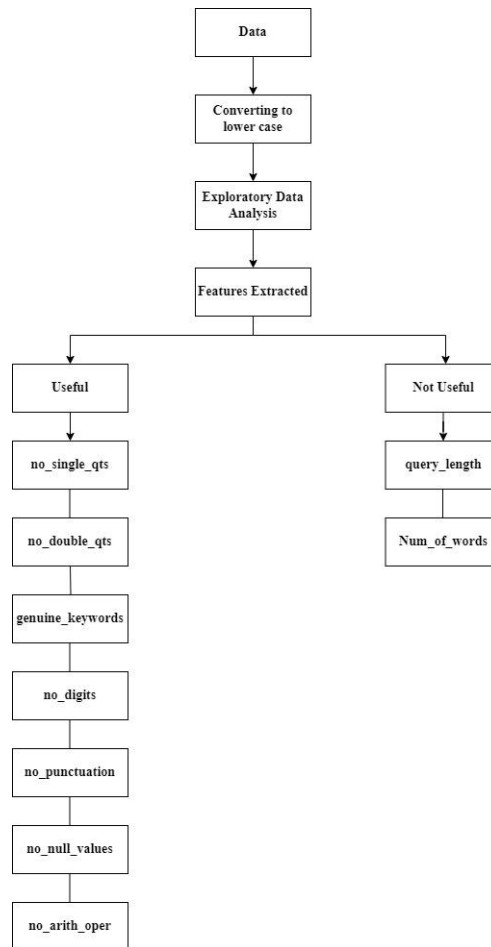 Data
Converting to
lower case
Exploratory Data
Analysis
Features Extracted
Useful
Not Useful
no_single_qts
query_length
no_double_qts
Num_of_words
genuine_keywords
no_digits
no_punctuation
no_null_values
no_arith_oper